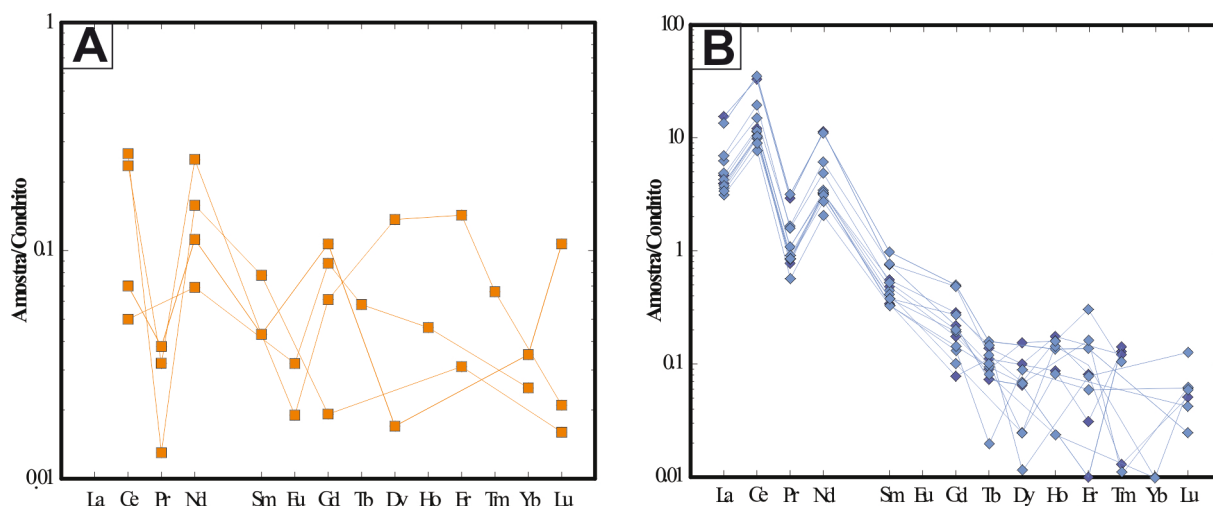 A
1
0.1
0.01
Amostra/Condrito
La Ce Pr Nd Sm Eu Gd Tb Dy Ho Er Tm Yb Lu
B
100
10
1
0.1
0.01
Amostra/Condrito
La Ce Pr Nd Sm Eu Gd Tb Dy Ho Er Tm Yb Lu